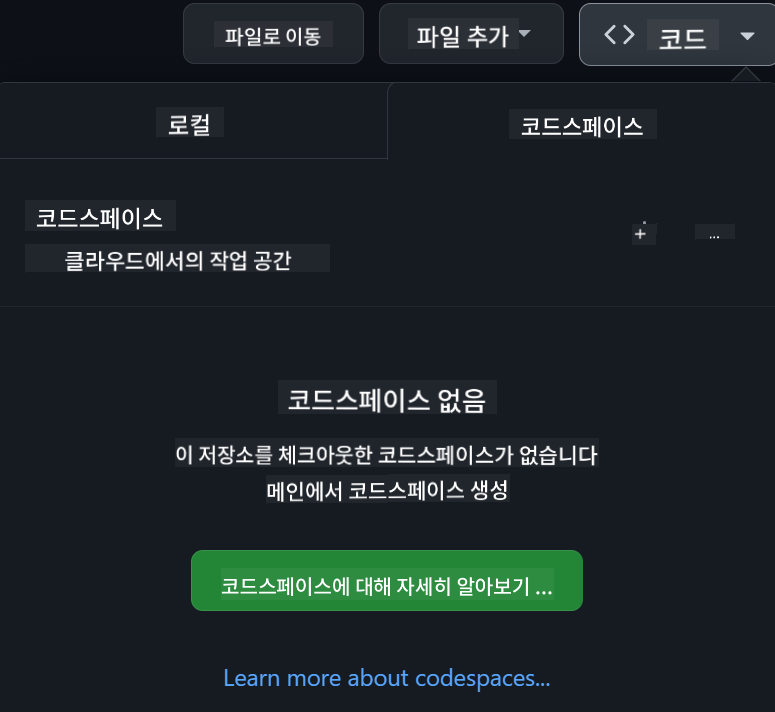 파일로 이동
파일 추가
<> 코드
로컬
코드스페이스
코드스페이스
+
...
클라우드에서의 작업 공간
코드스페이스 없음
이 저장소를 체크아웃한 코드스페이스가 없습니다
메인에서 코드스페이스 생성
코드스페이스에 대해 자세히 알아보기 ...
Learn more about codespaces...